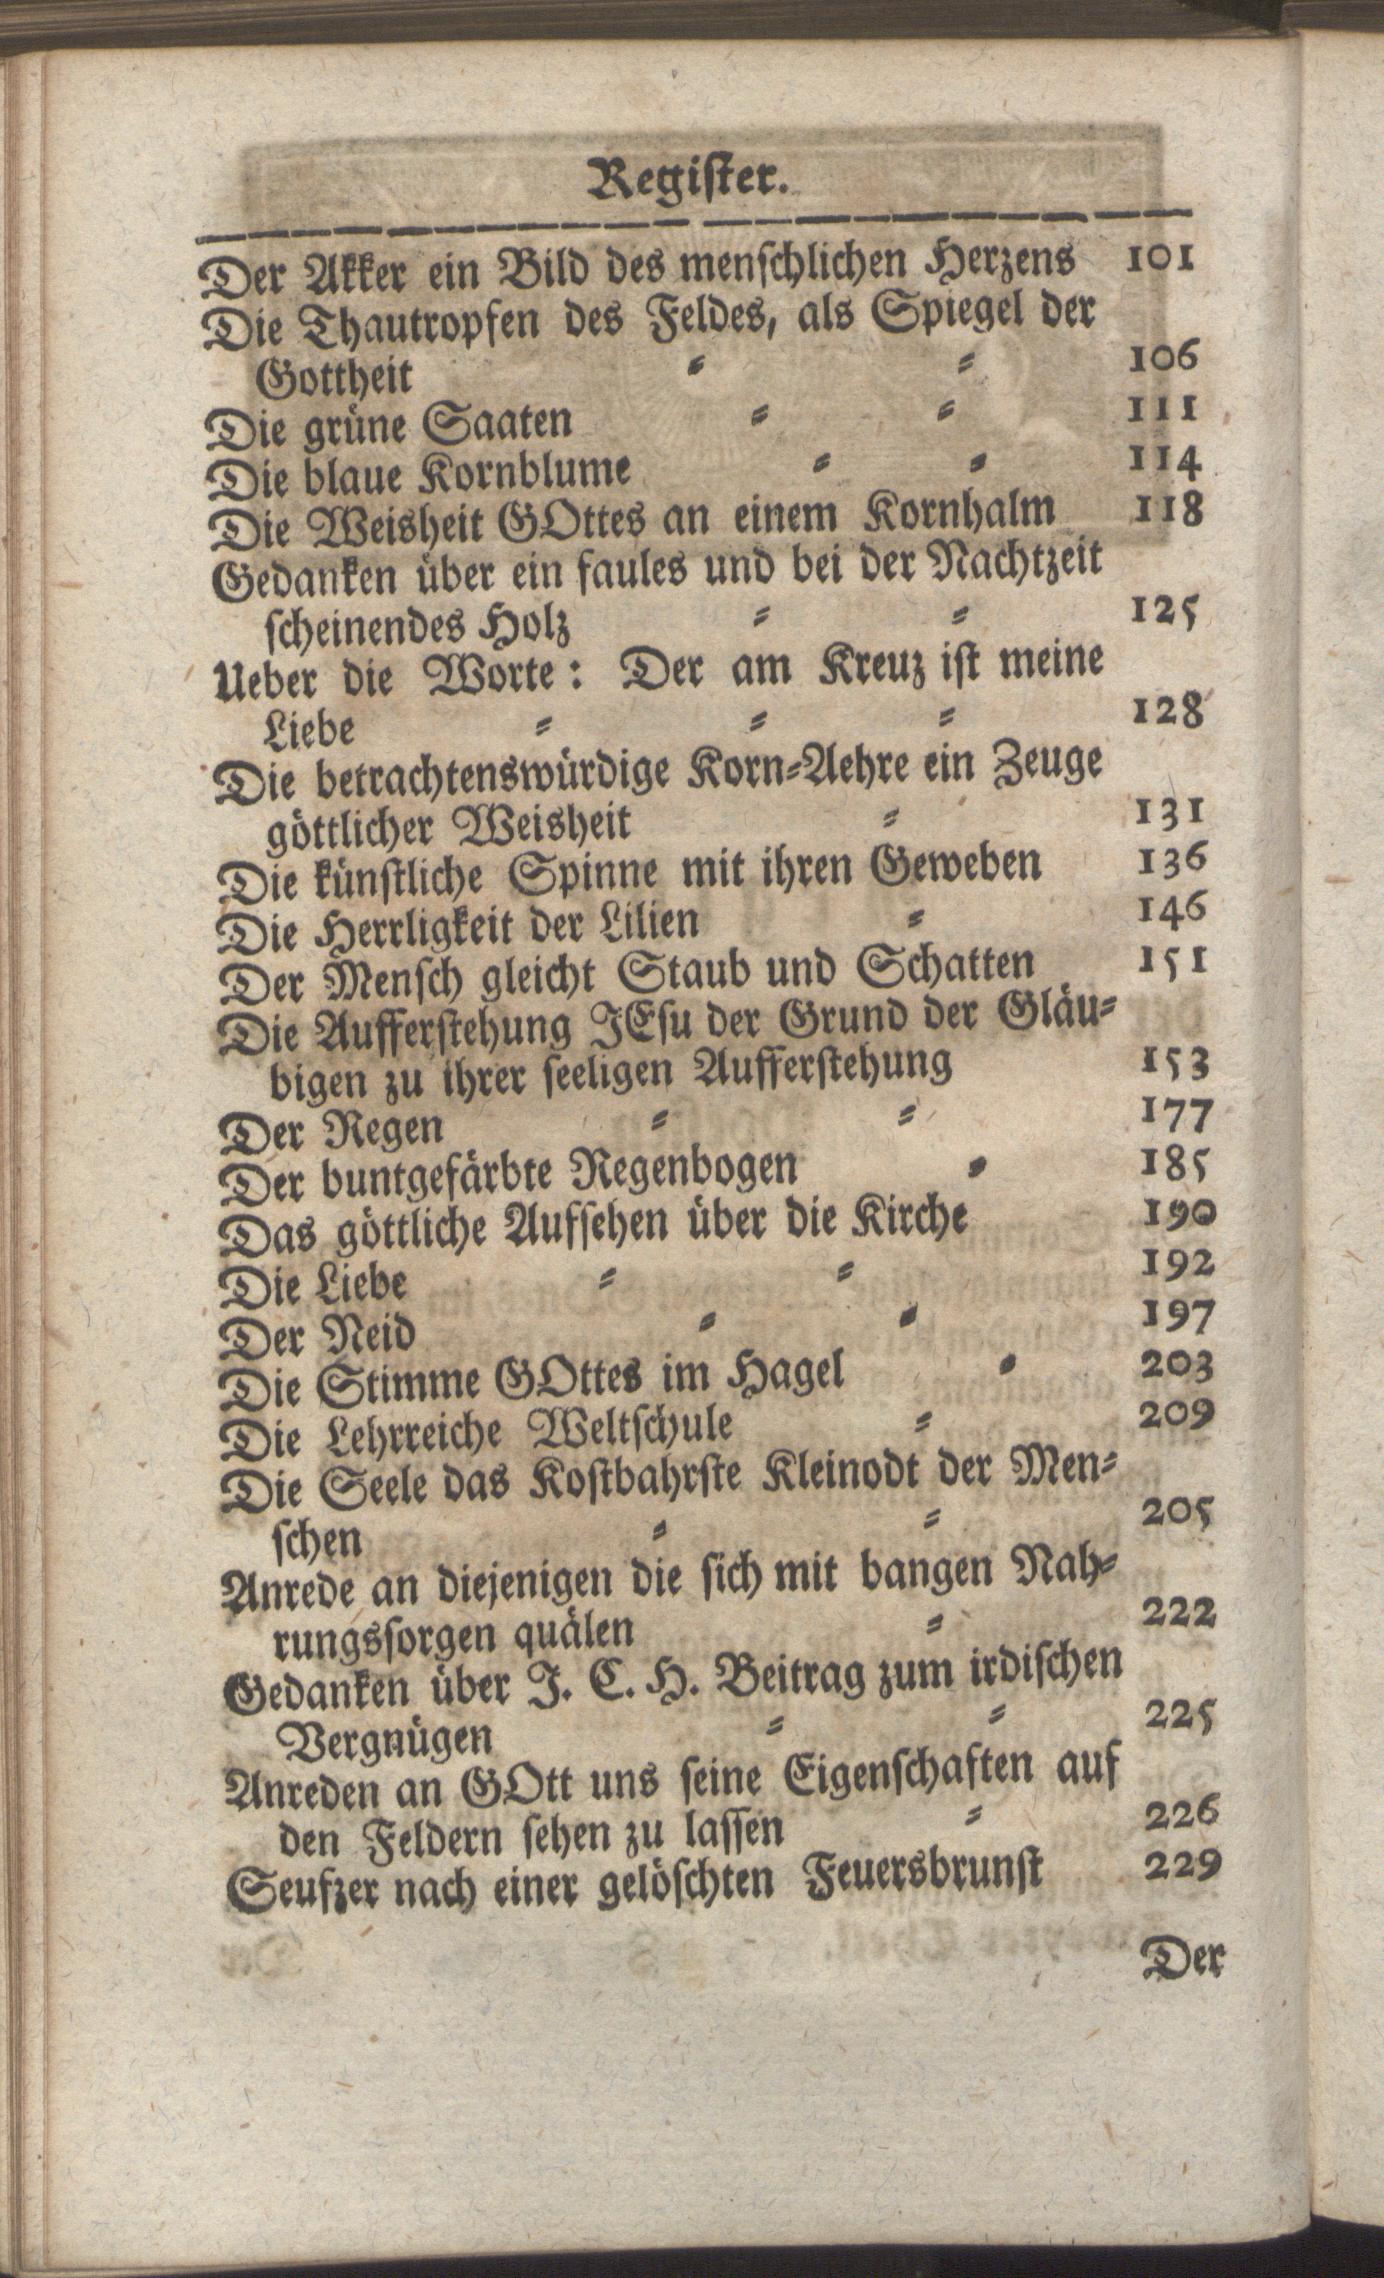 Register.
Der Akker ein Bild des menschlichen Herzens 101
Die Thautropfen des Feldes, als Spiegel der
Gottheit = = 106
Die grüne Saaten = = 111
Die blaue Kornblume = = 114
Die Weisheit GOttes an einem Kornhalm 118
Gedanken über ein faules und bei der Nachtzeit
scheinendes Holz = = 125
Ueber die Worte: Der am Kreuz ist meine
Liebe = = = 128
Die betrachtenswürdige Korn=Aehre ein Zeuge
göttlicher Weisheit = 131
Die künstliche Spinne mit ihren Geweben 136
Die Herrligkeit der Lilien = 146
Der Mensch gleicht Staub und Schatten 151
Die Aufferstehung JEsu der Grund der Gläu=
bigen zu ihrer seeligen Aufferstehung 153
Der Regen = = 177
Der buntgefärbte Regenbogen = 185
Das göttliche Aufsehen über die Kirche 190
Die Liebe = = 192
Der Neid = = 197
Die Stimme GOttes im Hagel = 203
Die Lehrreiche Weltschule = 209
Die Seele das Kostbahrste Kleinodt der Men=
schen = = 205
Anrede an diejenigen die sich mit bangen Nah=
rungssorgen quälen = 222
Gedanken über J. C. H. Beitrag zum irdischen
Vergnügen = = 225
Anreden an GOtt uns seine Eigenschaften auf
den Feldern sehen zu lassen = 226
Seufzer nach einer gelöschten Feuersbrunst 229
Der